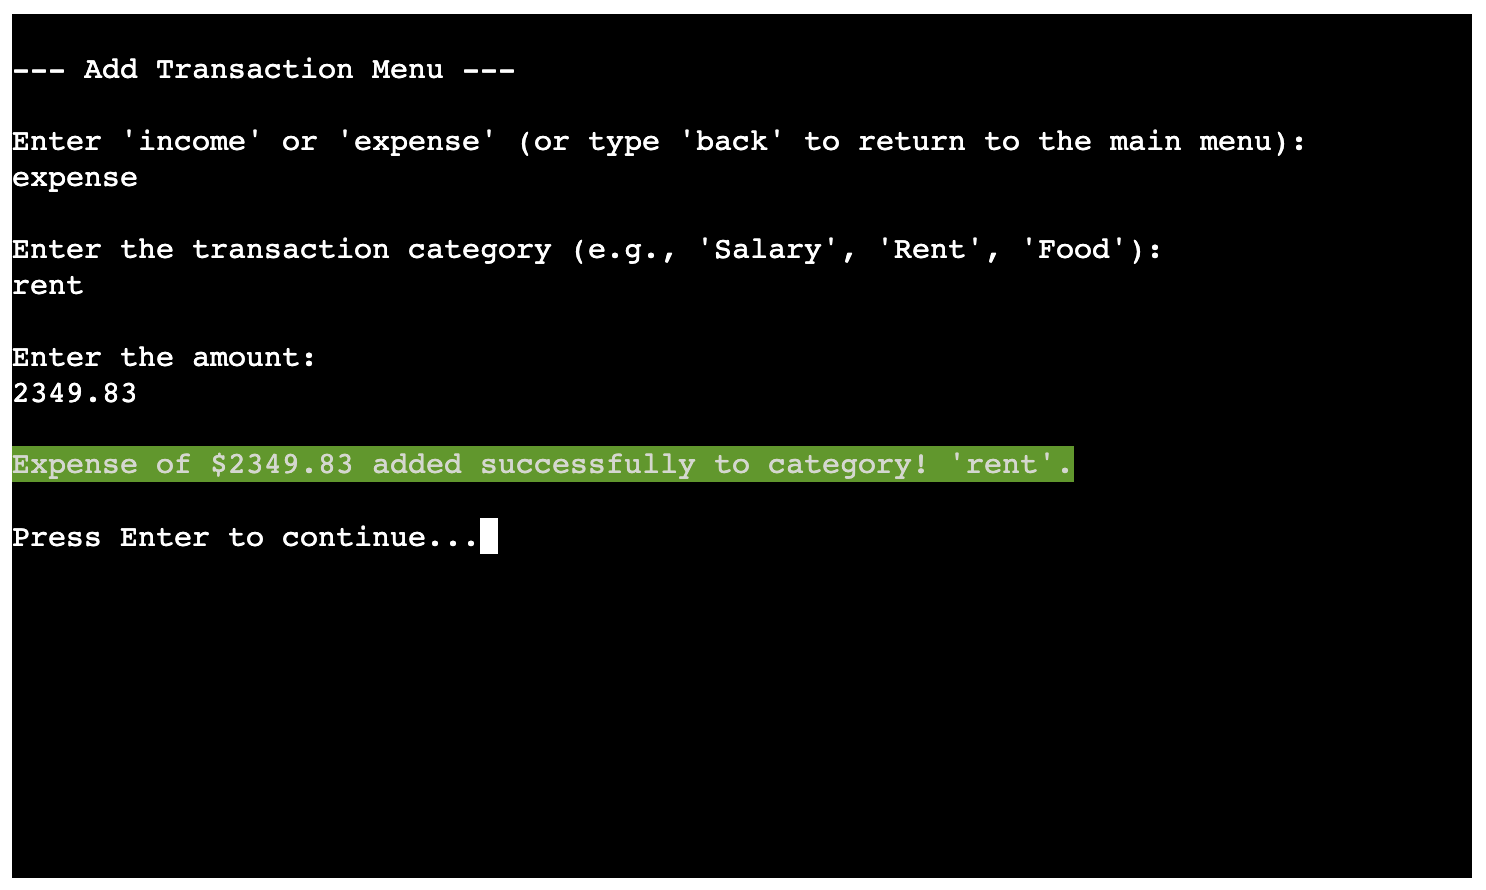 --- Add Transaction Menu ---
Enter 'income' or 'expense' (or type 'back' to return to the main menu):
expense
Enter the transaction category (e.g., 'Salary', 'Rent', 'Food'):
rent
Enter the amount:
2349.83
Expense of $2349.83 added successfully to category! 'rent'.
Press Enter to continue...